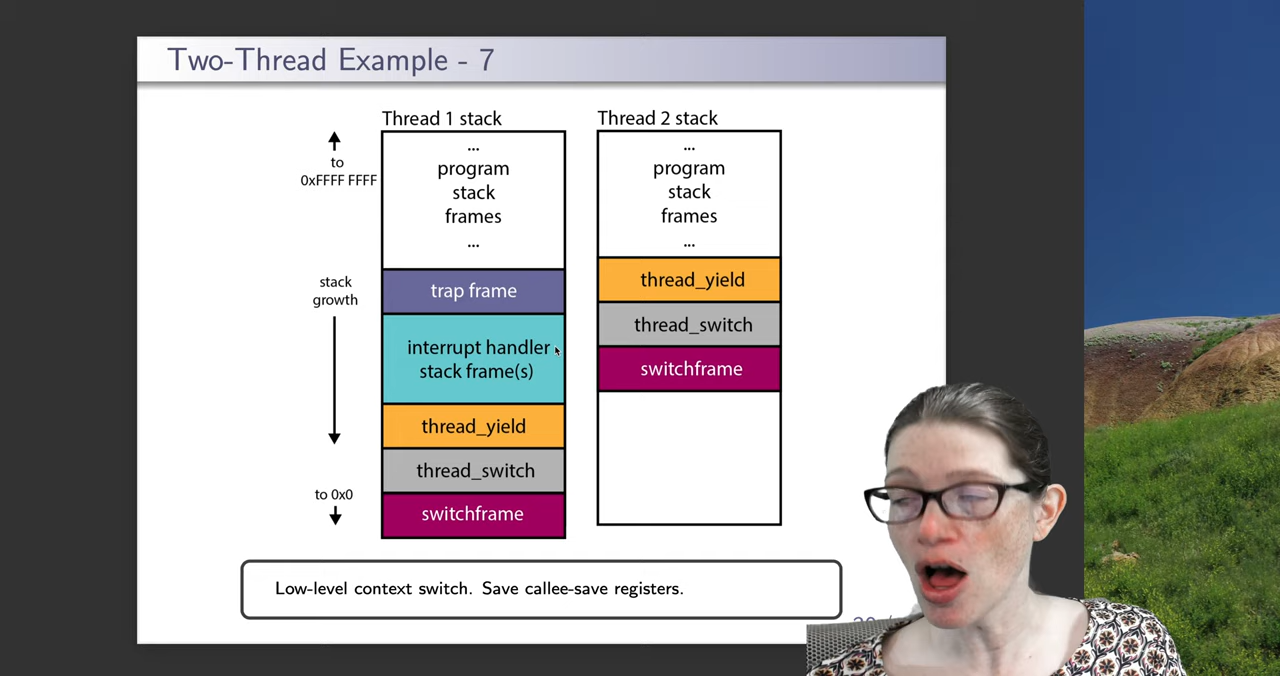 Two-Thread Example - 7
Thread 1 stack
Thread 2 stack
to
0xFFFF FFFF
...
program
stack
frames
...
...
program
stack
frames
...
stack
growth
to 0x0
trap frame
interrupt handler
stack frame(s)
thread_yield
thread_switch
switchframe
thread_yield
thread_switch
switchframe
Low-level context switch. Save callee-save registers.